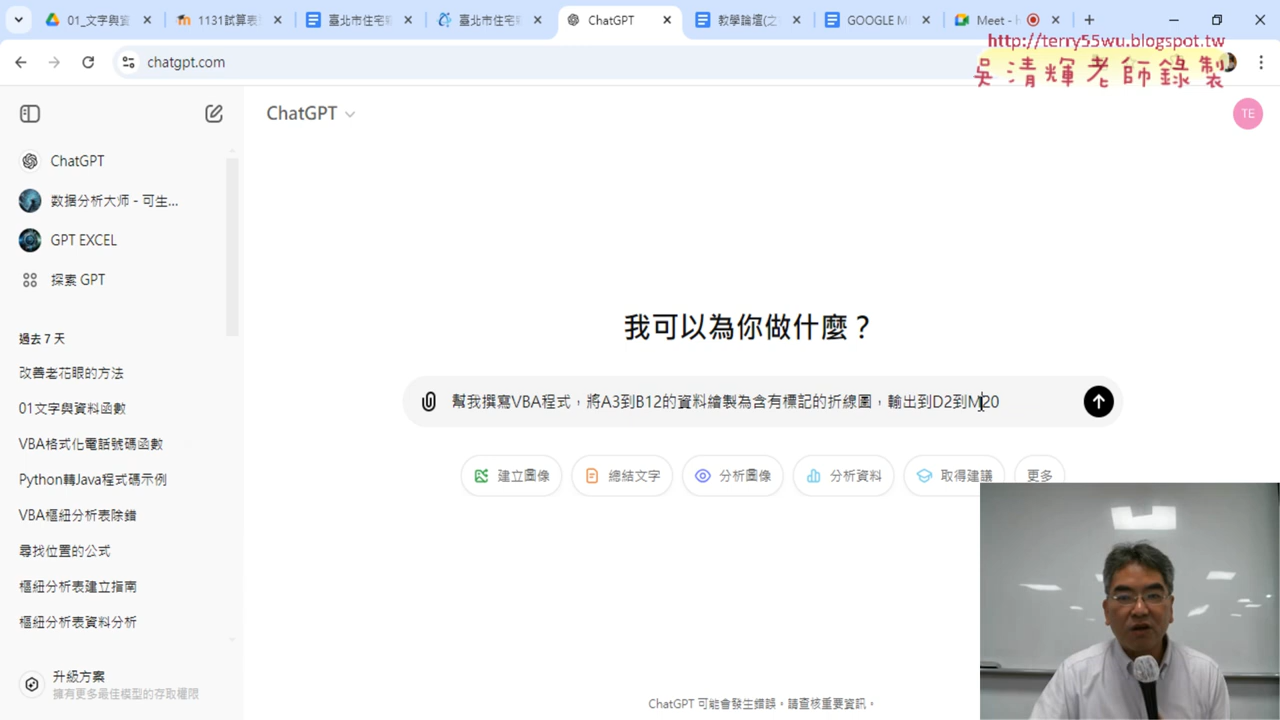 01_文字與資
1131試算表
臺北市住宅
臺北市住宅
ChatGPT
教學論壇(之
GOOGLE M
Meet -
chatgpt.com
http://terry55wu.blogspot.tw
吳清輝老師錄製
ChatGPT
TE
ChatGPT
数据分析大师 - 可生...
GPT EXCEL
探索 GPT
過去 7 天
改善老花眼的方法
01文字與資料函數
VBA格式化電話號碼函數
Python轉Java程式碼示例
VBA樞紐分析表除錯
尋找位置的公式
樞紐分析表建立指南
樞紐分析表資料分析
升級方案
擁有更多最佳模型的存取權限
我可以為你做什麼？
幫我撰寫VBA程式，將A3到B12的資料繪製為含有標記的折線圖，輸出到D2到M20
建立圖像
總結文字
分析圖像
分析資料
取得建議
更多
ChatGPT 可能會發生錯誤。請查核重要資訊。